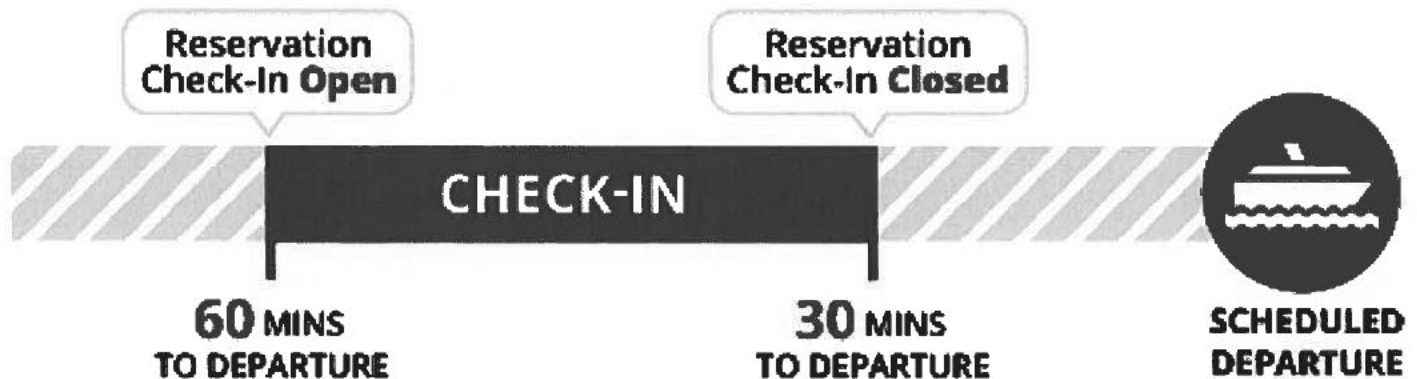 Reservation
Check-In Open
Reservation
Check-In Closed
CHECK-IN
60 MINS
TO DEPARTURE
30 MINS
TO DEPARTURE
SCHEDULED
DEPARTURE